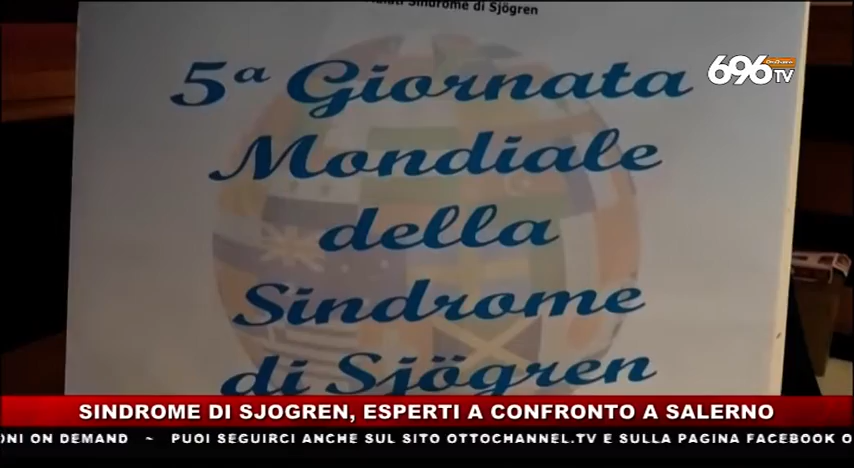 Sindrome di Sjögren
5ª Giornata
696 TV
Mondiale
della
Sindrome
di Sjögren
SINDROME DI SJOGREN, ESPERTI A CONFRONTO A SALERNO
ONI ON DEMAND ~ PUOI SEGUIRCI ANCHE SUL SITO OTTOCHANNEL.TV E SULLA PAGINA FACEBOOK O